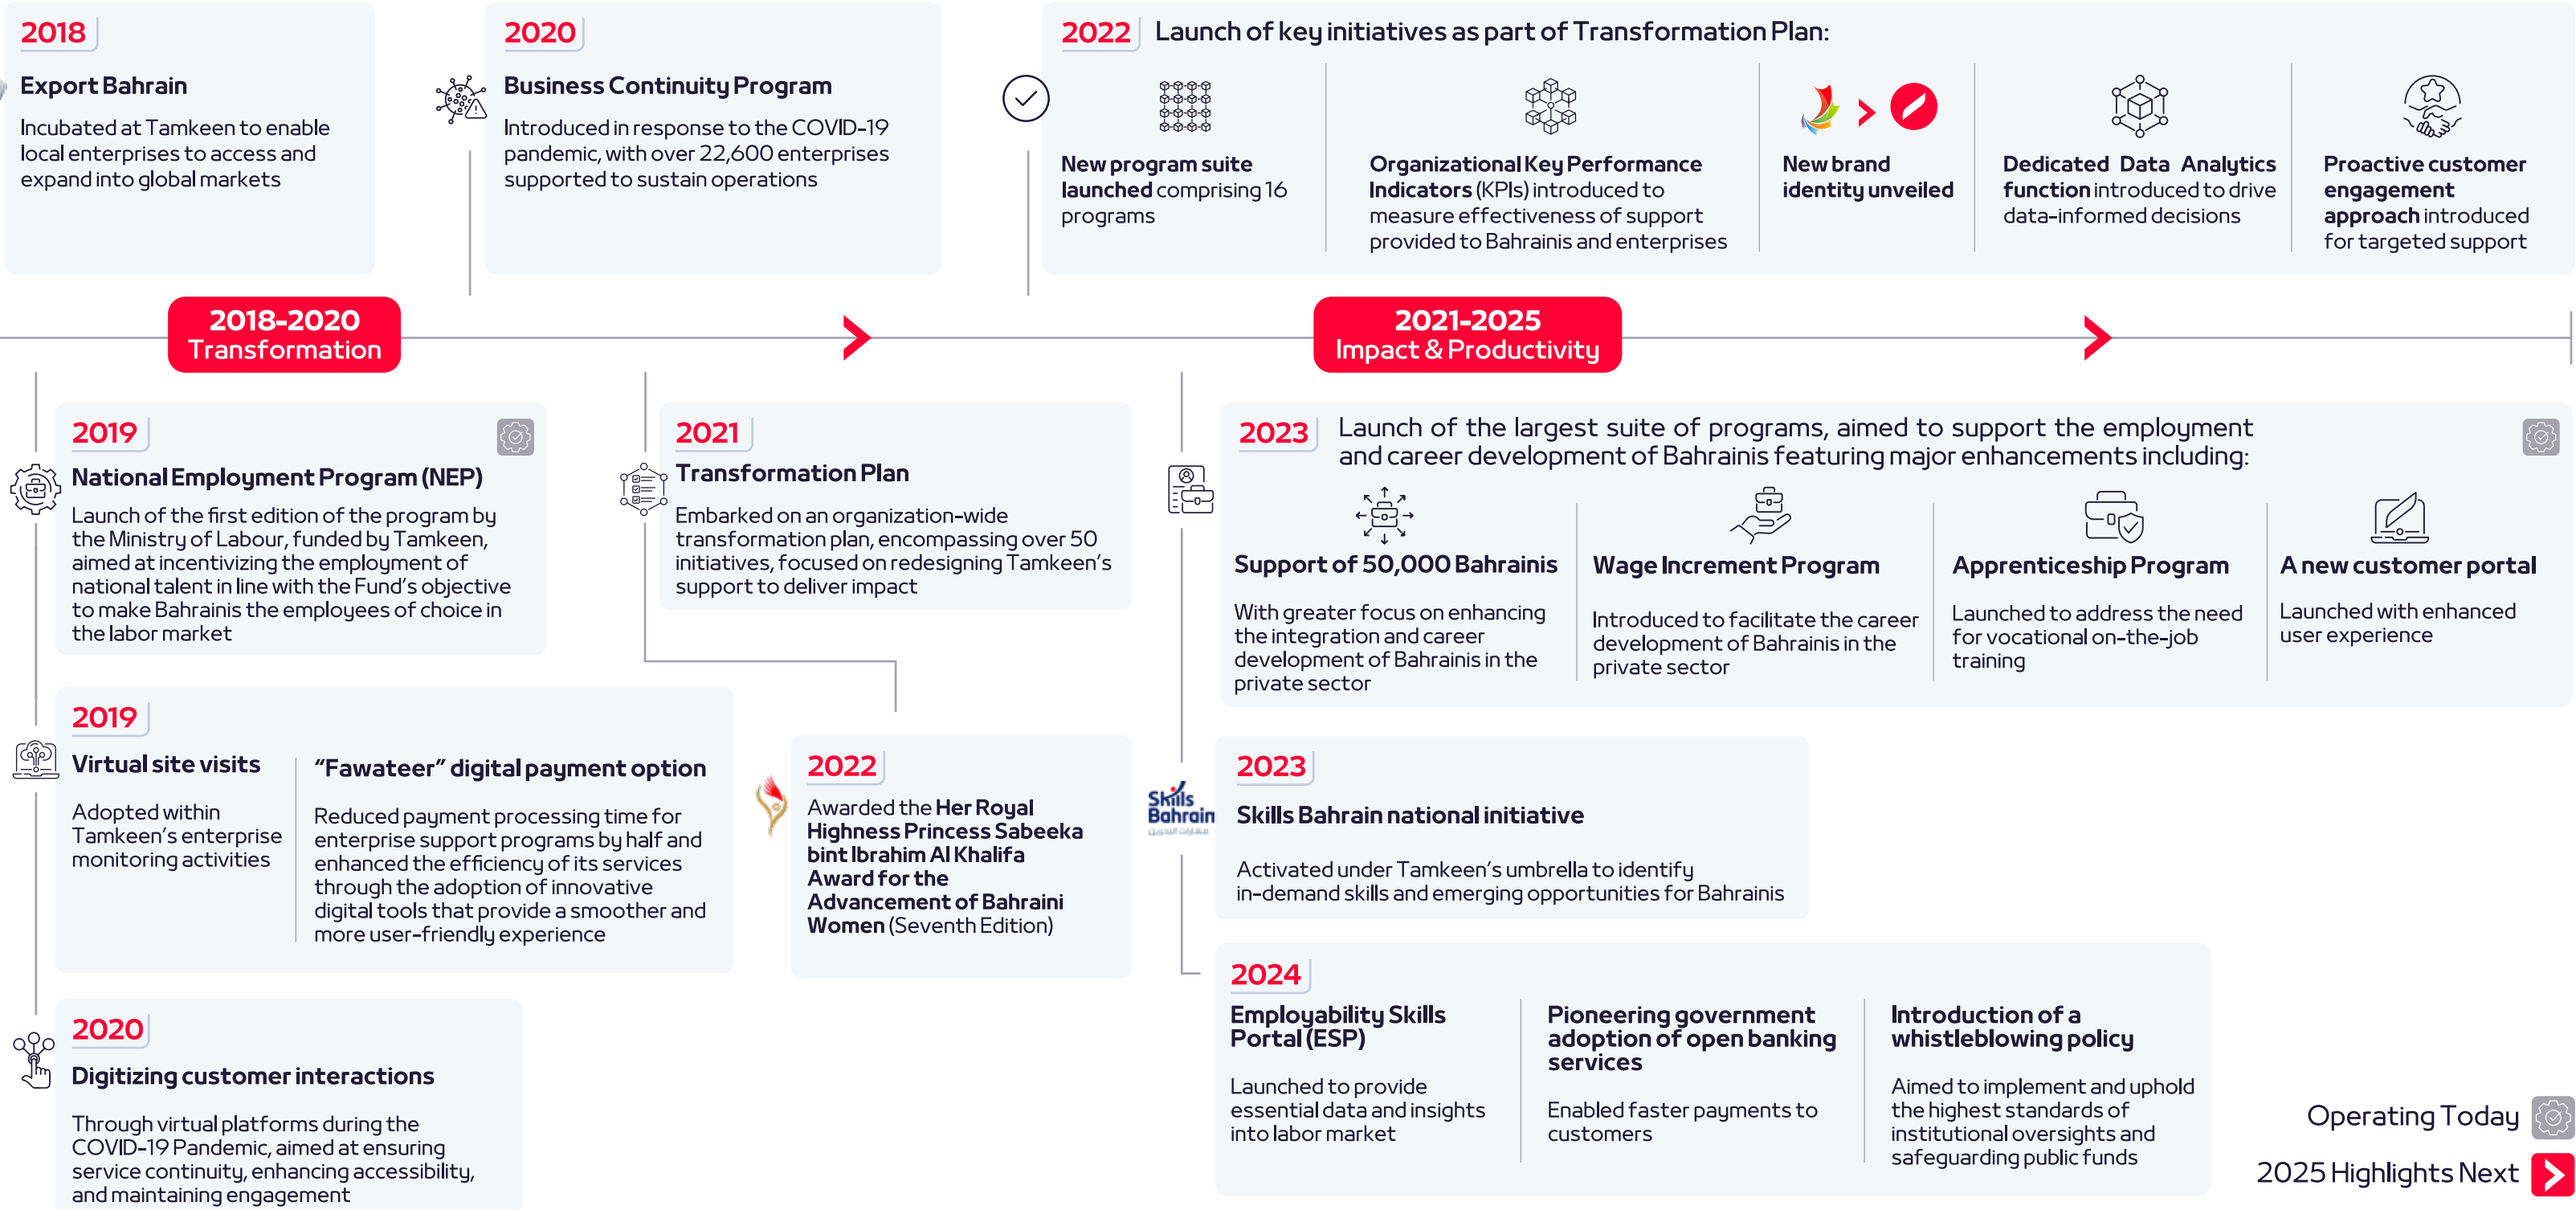 2018
Export Bahrain
Incubated at Tamkeen to enable
local enterprises to access and
expand into global markets
2020
Business Continuity Program
Introduced in response to the COVID-19
pandemic, with over 22,600 enterprises
supported to sustain operations
2022 Launch of key initiatives as part of Transformation Plan:
New program suite
launched comprising 16
programs
Organizational Key Performance
Indicators (KPIs) introduced to
measure effectiveness of support
provided to Bahrainis and enterprises
New brand
identity unveiled
Dedicated Data Analytics
function introduced to drive
data-informed decisions
Proactive customer
engagement
approach introduced
for targeted support
2018-2020
Transformation
2021-2025
Impact & Productivity
2019
National Employment Program (NEP)
Launch of the first edition of the program by
the Ministry of Labour, funded by Tamkeen,
aimed at incentivizing the employment of
national talent in line with the Fund's objective
to make Bahrainis the employees of choice in
the labor market
2021
Transformation Plan
Embarked on an organization-wide
transformation plan, encompassing over 50
initiatives, focused on redesigning Tamkeen's
support to deliver impact
2023 Launch of the largest suite of programs, aimed to support the employment
and career development of Bahrainis featuring major enhancements including:
Support of 50,000 Bahrainis
With greater focus on enhancing
the integration and career
development of Bahrainis in the
private sector
Wage Increment Program
Introduced to facilitate the career
development of Bahrainis in the
private sector
Apprenticeship Program
Launched to address the need
for vocational on-the-job
training
A new customer portal
Launched with enhanced
user experience
2019
Virtual site visits
Adopted within
Tamkeen's enterprise
monitoring activities
“Fawateer” digital payment option
Reduced payment processing time for
enterprise support programs by half and
enhanced the efficiency of its services
through the adoption of innovative
digital tools that provide a smoother and
more user-friendly experience
2022
Awarded the Her Royal
Highness Princess Sabeeka
bint Ibrahim Al Khalifa
Award for the
Advancement of Bahraini
Women (Seventh Edition)
Skills
Bahrain
مهارات البحرين
2023
Skills Bahrain national initiative
Activated under Tamkeen's umbrella to identify
in-demand skills and emerging opportunities for Bahrainis
2020
Digitizing customer interactions
Through virtual platforms during the
COVID-19 Pandemic, aimed at ensuring
service continuity, enhancing accessibility,
and maintaining engagement
2024
Employability Skills
Portal (ESP)
Launched to provide
essential data and insights
into labor market
Pioneering government
adoption of open banking
services
Enabled faster payments to
customers
Introduction of a
whistleblowing policy
Aimed to implement and uphold
the highest standards of
institutional oversights and
safeguarding public funds
Operating Today
2025 Highlights Next